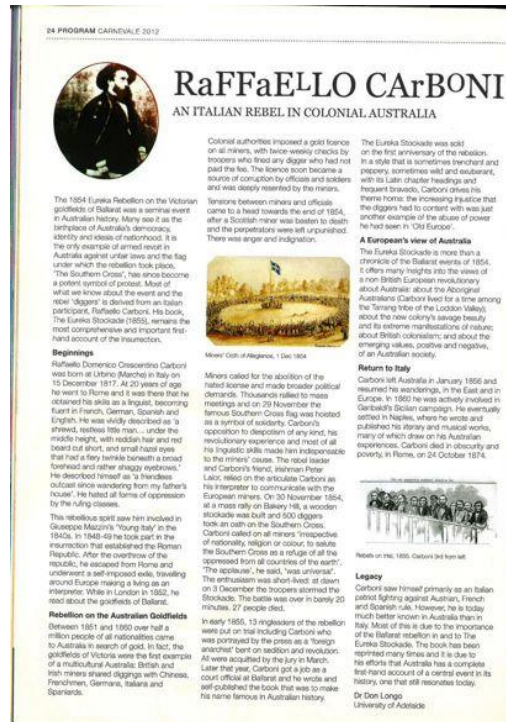 24 PROGRAM CARNEVALE 2012
RaFFaELLO CArBONI
AN ITALIAN REBEL IN COLONIAL AUSTRALIA
The 1854 Eureka Rebellion on the Victorian
goldfields of Ballarat was a seminal event
in Australian history. Many see it as the
birthplace of Australia's democracy,
identity and ideals of nationhood. It is
the only example of armed revolt in
Australia against unfair laws and the flag
under which the rebellion took place,
'The Southern Cross', has since become
a potent symbol of protest. Most of
what we know about the event and the
rebel 'diggers' is derived from an Italian
participant, Raffaello Carboni. His book,
The Eureka Stockade (1855), remains the
most comprehensive and important first-
hand account of the insurrection.
Beginnings
Raffaello Domenico Crescentino Carboni
was born at Urbino (Marche) in Italy on
15 December 1817. At 20 years of age
he went to Rome and it was there that he
obtained his skills as a linguist, becoming
fluent in French, German, Spanish and
English. He was vividly described as 'a
shrewd, restless little man... under the
middle height, with reddish hair and red
beard cut short, and small hazel eyes
that had a fiery twinkle beneath a broad
forehead and rather shaggy eyebrows.'
He described himself as 'a friendless
outcast since wandering from my father's
house'. He hated all forms of oppression
by the ruling classes.
This rebellious spirit saw him involved in
Giuseppe Mazzini's 'Young Italy' in the
1840s. In 1848-49 he took part in the
insurrection that established the Roman
Republic. After the overthrow of the
republic, he escaped from Rome and
underwent a self-imposed exile, travelling
around Europe making a living as an
interpreter. While in London in 1852, he
read about the goldfields of Ballarat.
Rebellion on the Australian Goldfields
Between 1851 and 1860 over half a
million people of all nationalities came
to Australia in search of gold. In fact, the
goldfields of Victoria were the first example
of a multicultural Australia: British and
Irish miners shared diggings with Chinese,
Frenchmen, Germans, Italians and
Spaniards.
Colonial authorities imposed a gold licence
on all miners, with twice-weekly checks by
troopers who fined any digger who had not
paid the fee. The licence soon became a
source of corruption by officials and soldiers
and was deeply resented by the miners.
Tensions between miners and officials
came to a head towards the end of 1854,
after a Scottish miner was beaten to death
and the perpetrators were left unpunished.
There was anger and indignation.
Miners' Oath of Allegiance, 1 Dec 1854
Miners called for the abolition of the
hated license and made broader political
demands. Thousands rallied to mass
meetings and on 29 November the
famous Southern Cross flag was hoisted
as a symbol of solidarity. Carboni's
opposition to despotism of any kind, his
revolutionary experience and most of all
his linguistic skills made him indispensable
to the miners' cause. The rebel leader
and Carboni's friend, Irishman Peter
Lalor, relied on the articulate Carboni as
his interpreter to communicate with the
European miners. On 30 November 1854,
at a mass rally on Bakery Hill, a wooden
stockade was built and 500 diggers
took an oath on the Southern Cross.
Carboni called on all miners 'irrespective
of nationality, religion or colour, to salute
the Southern Cross as a refuge of all the
oppressed from all countries of the earth'.
'The applause', he said, 'was universal'.
The enthusiasm was short-lived: at dawn
on 3 December the troopers stormed the
Stockade. The battle was over in barely 20
minutes. 27 people died.
In early 1855, 13 ringleaders of the rebellion
were put on trial including Carboni who
was portrayed by the press as a 'foreign
anarchist' bent on sedition and revolution.
All were acquitted by the jury in March.
Later that year, Carboni got a job as a
court official at Ballarat and he wrote and
self-published the book that was to make
his name famous in Australian history.
The Eureka Stockade was sold
on the first anniversary of the rebellion.
In a style that is sometimes trenchant and
peppery, sometimes wild and exuberant,
with its Latin chapter headings and
frequent bravado, Carboni drives his
theme home: the increasing injustice that
the diggers had to content with was just
another example of the abuse of power
he had seen in 'Old Europe'.
A European's view of Australia
The Eureka Stockade is more than a
chronicle of the Ballarat events of 1854.
It offers many insights into the views of
a non British European revolutionary
about Australia: about the Aboriginal
Australians (Carboni lived for a time among
the Tarrang tribe of the Loddon Valley);
about the new colony's savage beauty
and its extreme manifestations of nature;
about British colonialism; and about the
emerging values, positive and negative,
of an Australian society.
Return to Italy
Carboni left Australia in January 1856 and
resumed his wanderings, in the East and in
Europe. In 1860 he was actively involved in
Garibaldi's Sicilian campaign. He eventually
settled in Naples, where he wrote and
published his literary and musical works,
many of which draw on his Australian
experiences. Carboni died in obscurity and
poverty, in Rome, on 24 October 1874.
Rebels on trial, 1855. Carboni 3rd from left
Legacy
Carboni saw himself primarily as an Italian
patriot fighting against Austrian, French
and Spanish rule. However, he is today
much better known in Australia than in
Italy. Most of this is due to the importance
of the Ballarat rebellion in and to The
Eureka Stockade. The book has been
reprinted many times and it is due to
his efforts that Australia has a complete
first-hand account of a central event in its
history, one that still resonates today.
Dr Don Longo
University of Adelaide